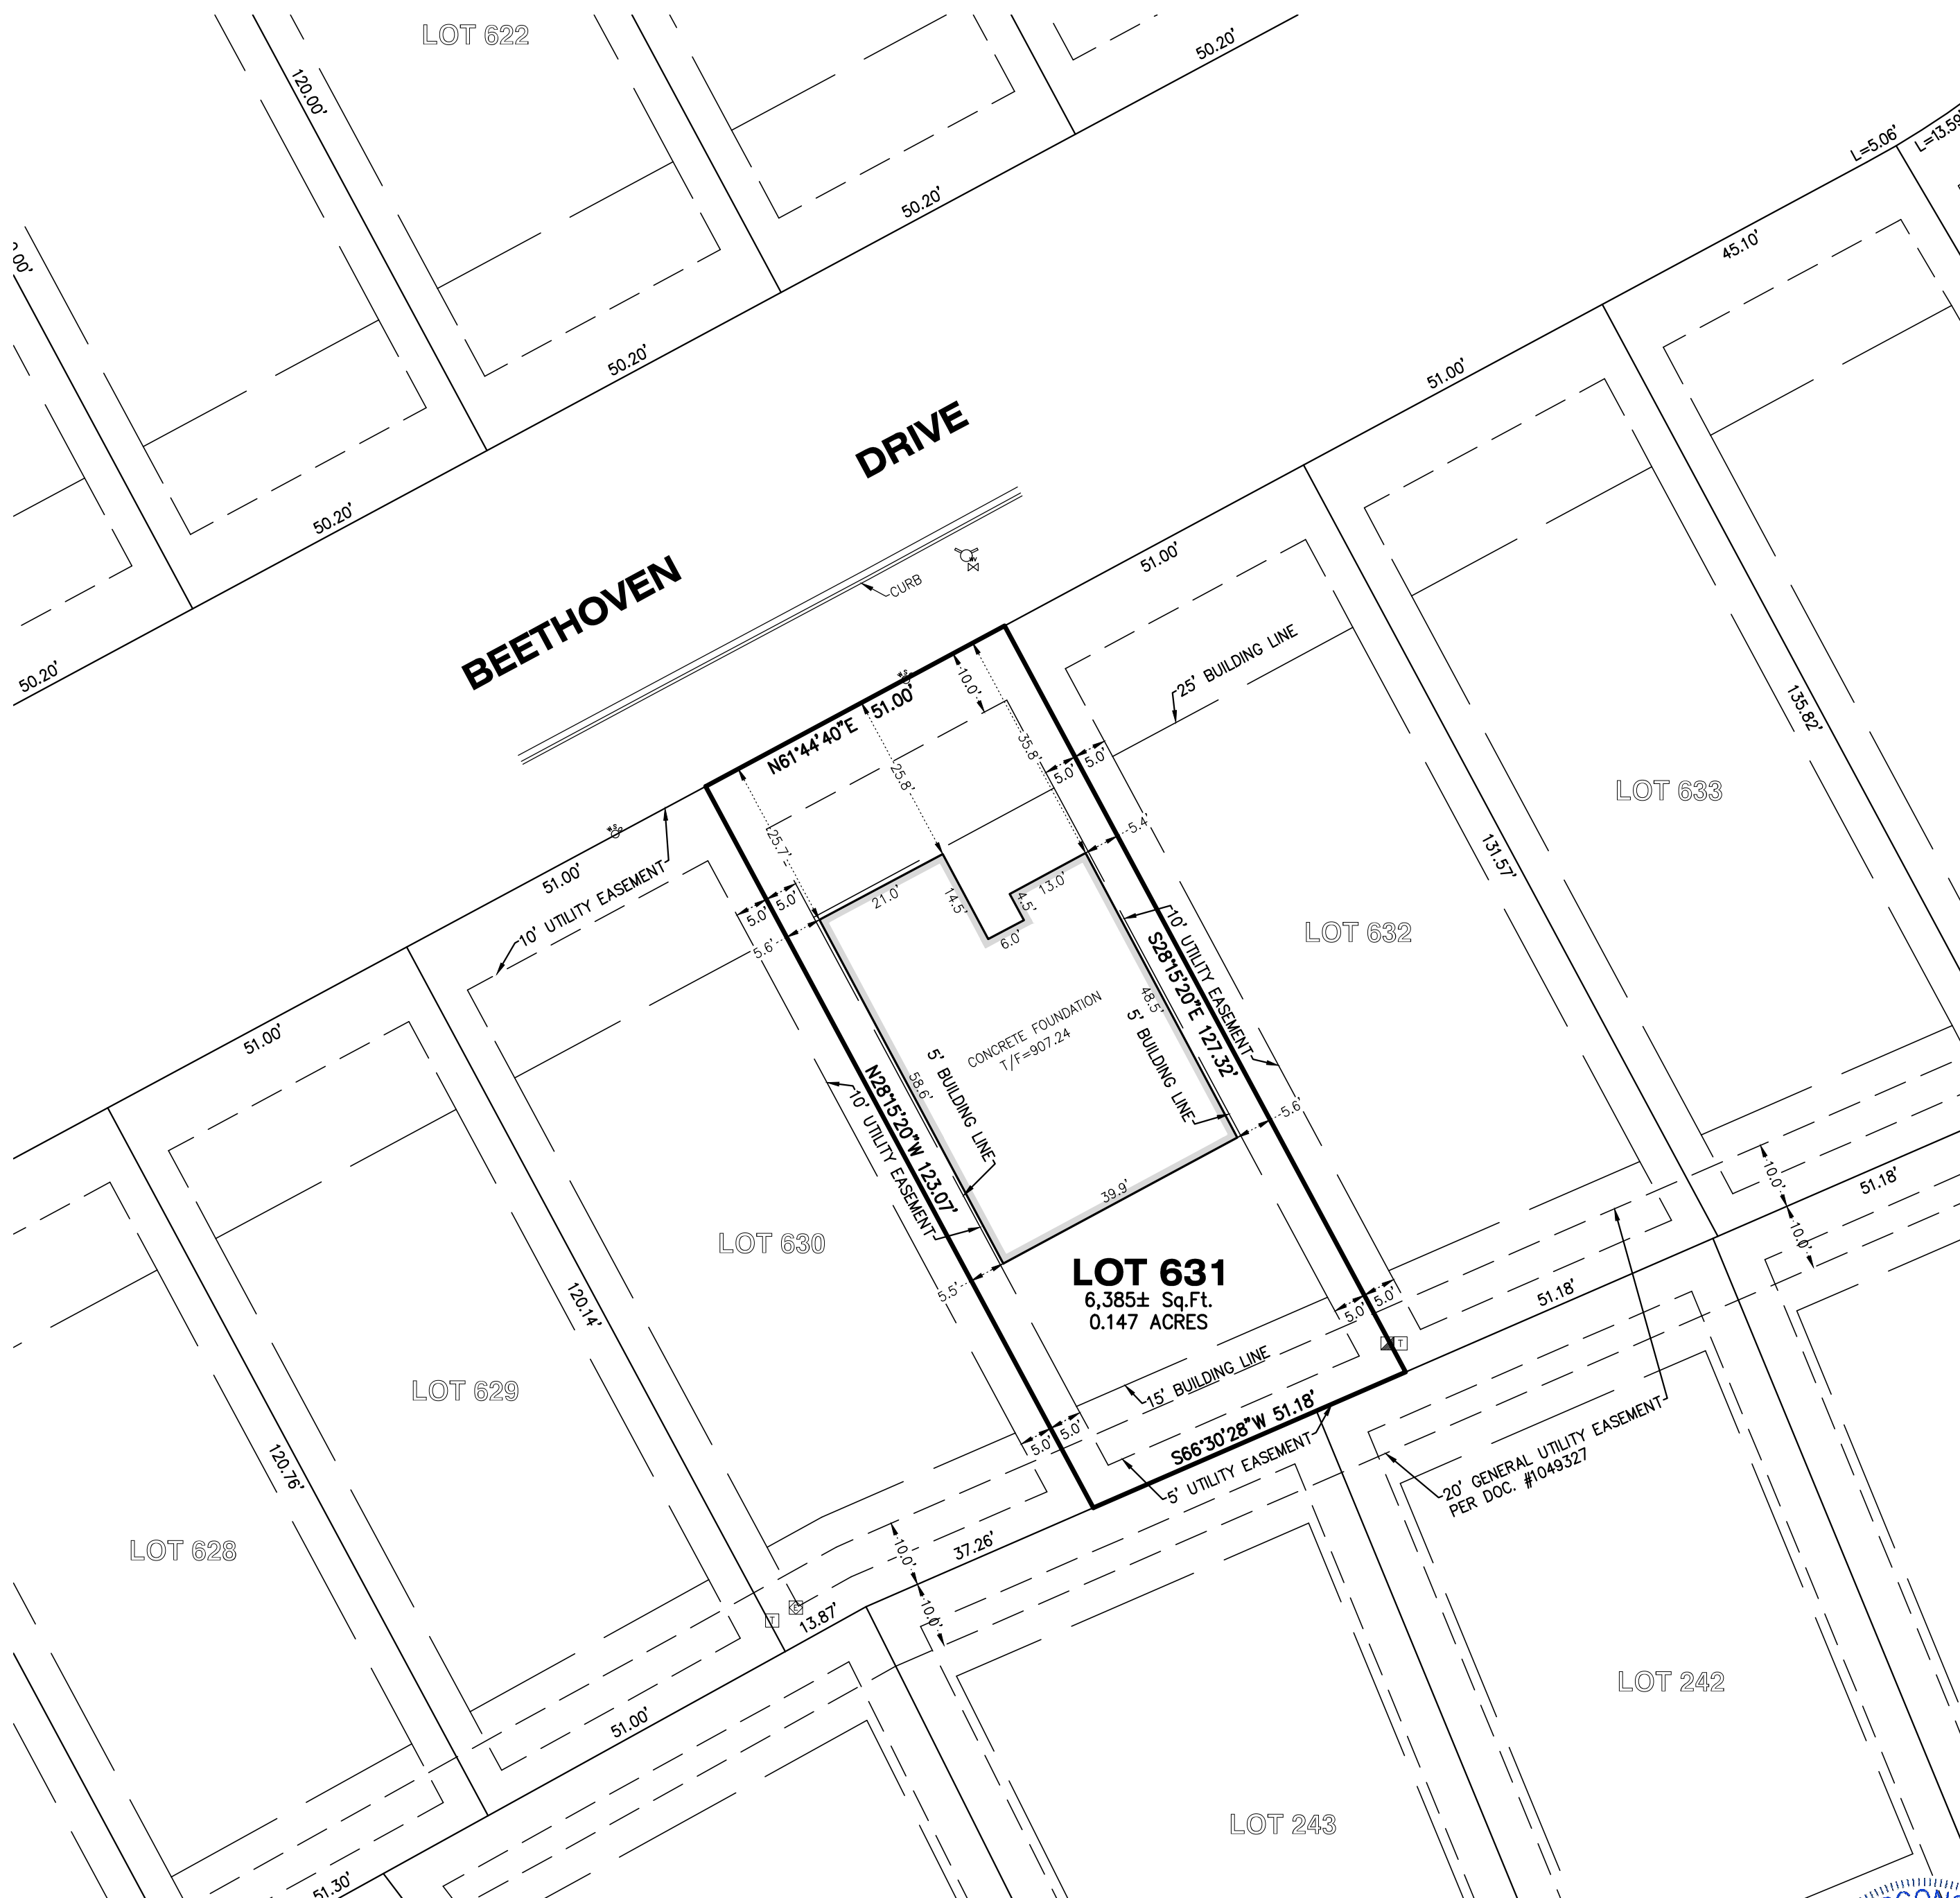 LOT 622
120.00'
50.20'
50.20'
50.20'
50.20'
50.20'
L=5.06'
L=13.59
45.10'
51.00'
51.00'
BEETHOVEN DRIVE
CURB
N61°44'40"E 51.00'
10.0'
35.8'
25.8'
25.7'
5.0'
5.0'
25' BUILDING LINE
5.4'
5.0'
5.0'
5.6'
21.0'
14.5'
4.5'
13.0'
6.0'
51.00'
10' UTILITY EASEMENT
51.00'
LOT 633
135.82'
131.57'
LOT 632
10' UTILITY EASEMENT
S28°15'20"E 127.32'
48.5'
5' BUILDING LINE
CONCRETE FOUNDATION
T/F=907.24
5' BUILDING LINE
58.6'
N28°15'20"W 123.07'
10' UTILITY EASEMENT
5.6'
39.9'
5.5'
LOT 631
6,385± Sq.Ft.
0.147 ACRES
LOT 630
120.14'
LOT 629
120.76'
LOT 628
5.0'
5.0'
T
15' BUILDING LINE
S66°30'28"W 51.18'
5' UTILITY EASEMENT
5.0'
5.0'
51.18'
51.18'
10.0'
10.0'
20' GENERAL UTILITY EASEMENT
PER DOC. #1049327
37.26'
10.0'
10.0'
13.87'
T
E
51.00'
51.30'
LOT 242
LOT 243